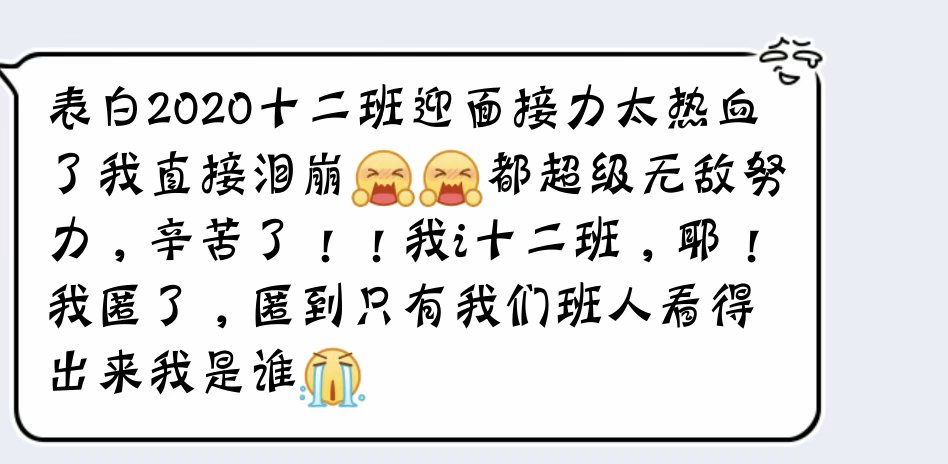 表白2020十二班迎面接力太热血
了我直接泪崩😱😱都超级无敌努
力，辛苦了！！我i十二班，耶！
我匿了，匿到只有我们班人看得
出来我是谁😭